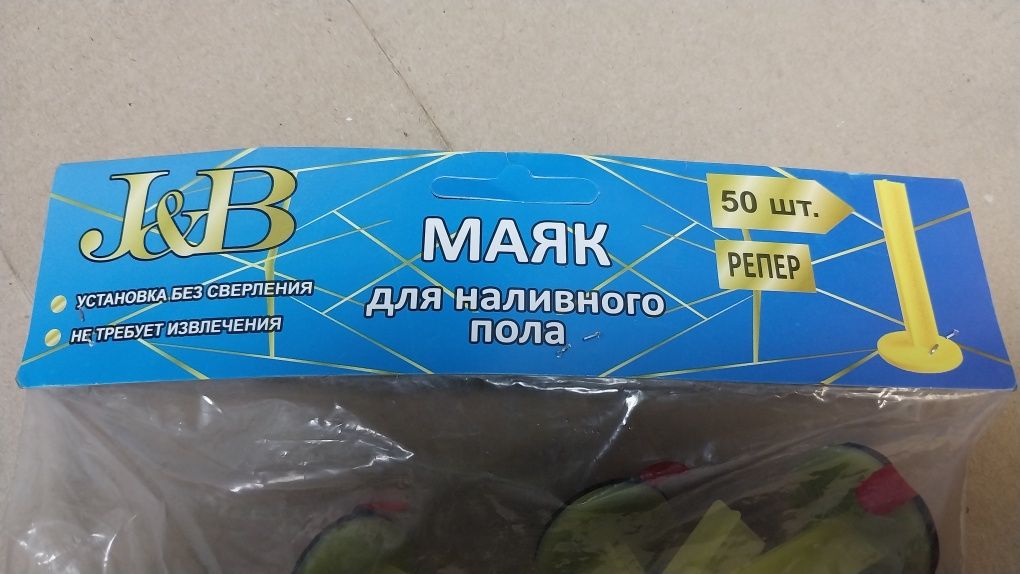 J&B
УСТАНОВКА БЕЗ СВЕРЛЕНИЯ
НЕ ТРЕБУЕТ ИЗВЛЕЧЕНИЯ
МАЯК
для наливного
пола
50 шт.
РЕПЕР